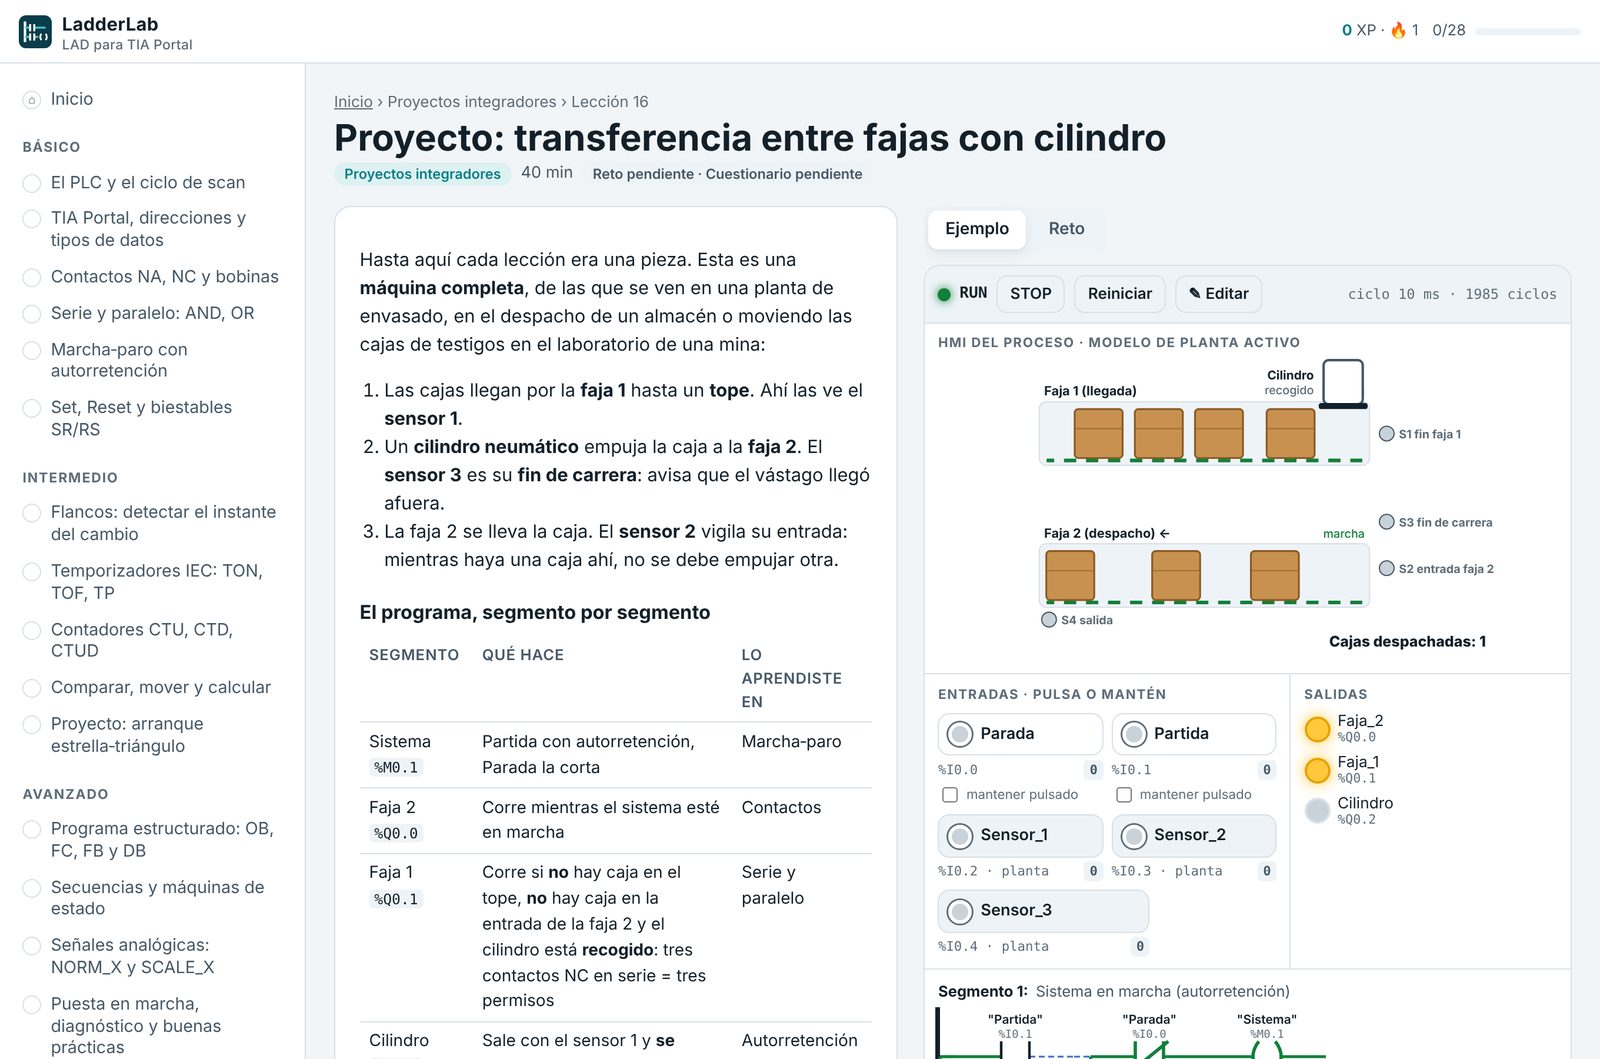 LadderLab
LAD para TIA Portal
0 XP · 🔥 1 0/28
Inicio
BÁSICO
El PLC y el ciclo de scan
TIA Portal, direcciones y
tipos de datos
Contactos NA, NC y bobinas
Serie y paralelo: AND, OR
Marcha-paro con
autorretención
Set, Reset y biestables
SR/RS
INTERMEDIO
Flancos: detectar el instante
del cambio
Temporizadores IEC: TON,
TOF, TP
Contadores CTU, CTD,
CTUD
Comparar, mover y calcular
Proyecto: arranque
estrella-triángulo
AVANZADO
Programa estructurado: OB,
FC, FB y DB
Secuencias y máquinas de
estado
Señales analógicas:
NORM_X y SCALE_X
Puesta en marcha,
diagnóstico y buenas
prácticas
Inicio › Proyectos integradores › Lección 16
Proyecto: transferencia entre fajas con cilindro
Proyectos integradores 40 min Reto pendiente · Cuestionario pendiente
Hasta aquí cada lección era una pieza. Esta es una
máquina completa, de las que se ven en una planta de
envasado, en el despacho de un almacén o moviendo las
cajas de testigos en el laboratorio de una mina:
1. Las cajas llegan por la faja 1 hasta un tope. Ahí las ve el
sensor 1.
2. Un cilindro neumático empuja la caja a la faja 2. El
sensor 3 es su fin de carrera: avisa que el vástago llegó
afuera.
3. La faja 2 se lleva la caja. El sensor 2 vigila su entrada:
mientras haya una caja ahí, no se debe empujar otra.
El programa, segmento por segmento
SEGMENTO QUÉ HACE LO
APRENDISTE
EN
Sistema Partida con autorretención, Marcha-paro
%M0.1 Parada la corta
Faja 2 Corre mientras el sistema esté Contactos
%Q0.0 en marcha
Faja 1 Corre si no hay caja en el Serie y
%Q0.1 tope, no hay caja en la paralelo
entrada de la faja 2 y el
cilindro está recogido: tres
contactos NC en serie = tres
permisos
Cilindro Sale con el sensor 1 y se Autorretención
Ejemplo Reto
RUN STOP Reiniciar ✎ Editar ciclo 10 ms · 1985 ciclos
HMI DEL PROCESO · MODELO DE PLANTA ACTIVO
Cilindro
recogido
Faja 1 (llegada)
S1 fin faja 1
S3 fin de carrera
Faja 2 (despacho) ← marcha
S2 entrada faja 2
S4 salida
Cajas despachadas: 1
ENTRADAS · PULSA O MANTÉN
Parada Partida
%I0.0 0 %I0.1 0
mantener pulsado mantener pulsado
Sensor_1 Sensor_2
%I0.2 · planta 0 %I0.3 · planta 0
Sensor_3
%I0.4 · planta 0
SALIDAS
Faja_2
%Q0.0
Faja_1
%Q0.1
Cilindro
%Q0.2
Segmento 1: Sistema en marcha (autorretención)
"Partida" "Parada" "Sistema"
%I0.1 %I0.0 %M0.1